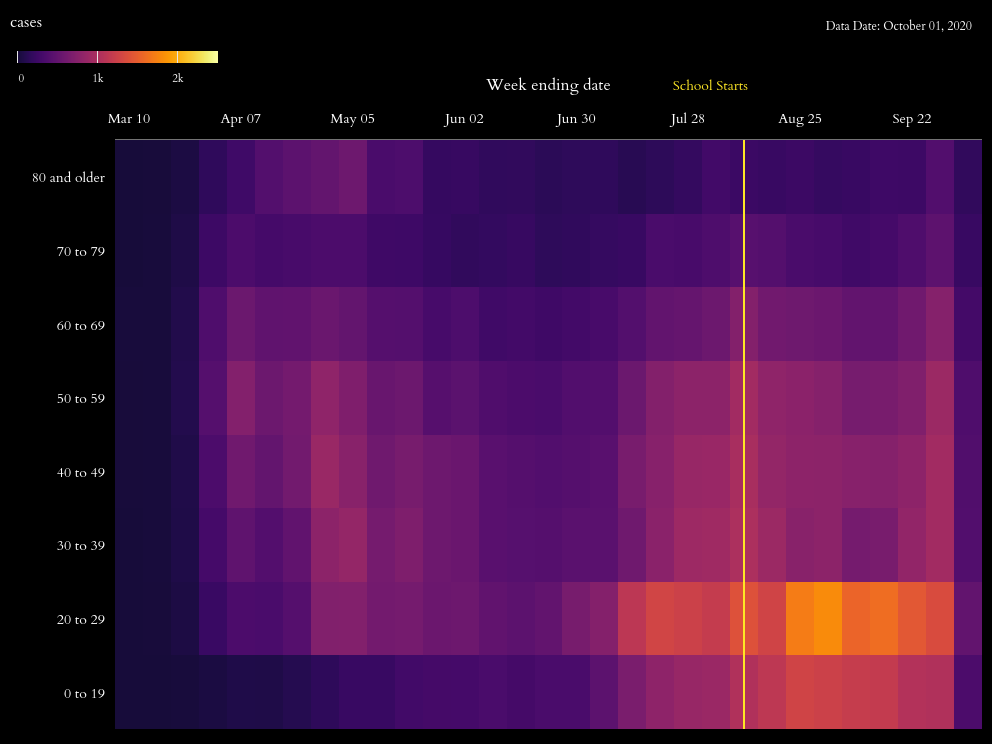 cases
Data Date: October 01, 2020
0 1k 2k
Week ending date
School Starts
Mar 10 Apr 07 May 05 Jun 02 Jun 30 Jul 28 Aug 25 Sep 22
80 and older
70 to 79
60 to 69
50 to 59
40 to 49
30 to 39
20 to 29
0 to 19